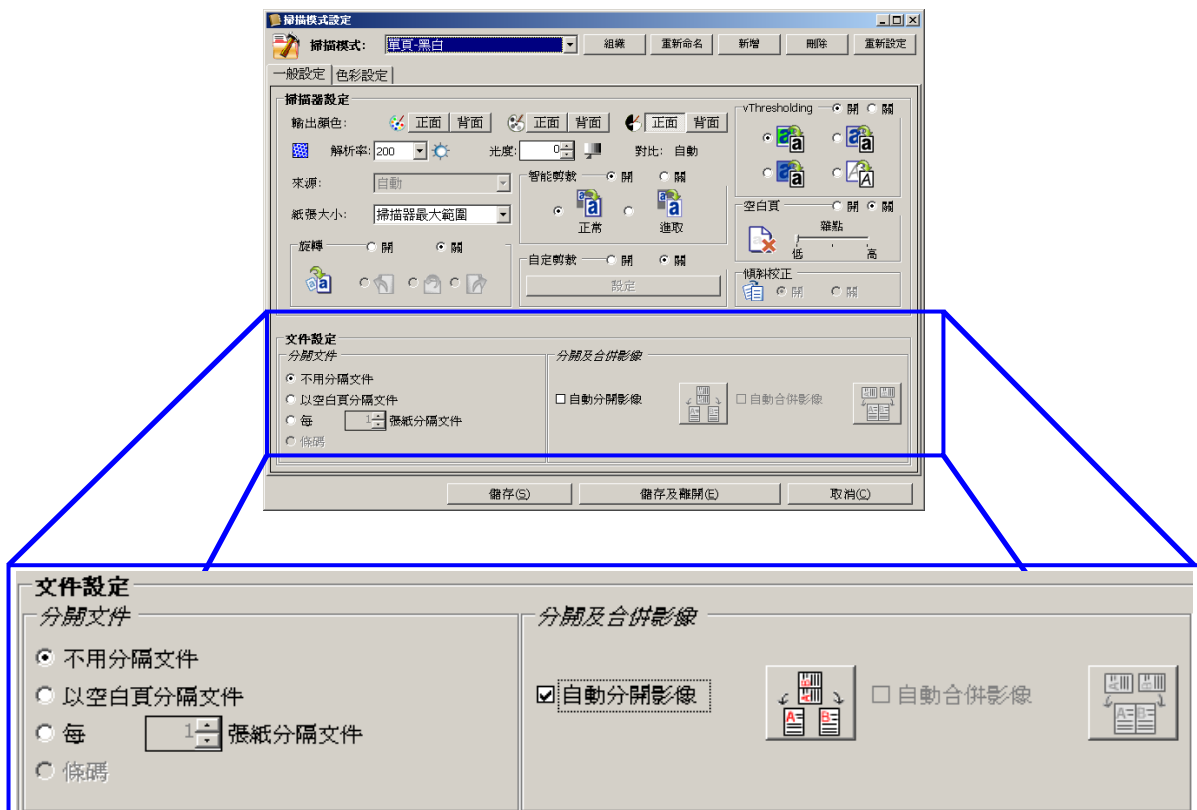 掃描模式設定
掃描模式: 單頁-黑白 組織 重新命名 新增 刪除 重新設定
一般設定 色彩設定
掃描器設定
輸出顏色: 正面 背面 正面 背面 正面 背面
vThresholding 開 關
解析率: 200 光度: 0 對比: 自動
來源: 自動
智能剪裁 開 關
正常 進取
紙張大小: 掃描器最大範圍
空白頁 開 關
雜點
低 高
旋轉 開 關
自定剪裁 開 關
設定
傾斜校正
開 關
文件設定
分開文件
不用分隔文件
以空白頁分隔文件
每 1 張紙分隔文件
條碼
分開及合併影像
自動分開影像 自動合併影像
儲存(S) 儲存及離開(E) 取消(C)
文件設定
分開文件
不用分隔文件
以空白頁分隔文件
每 1 張紙分隔文件
條碼
分開及合併影像
自動分開影像 自動合併影像